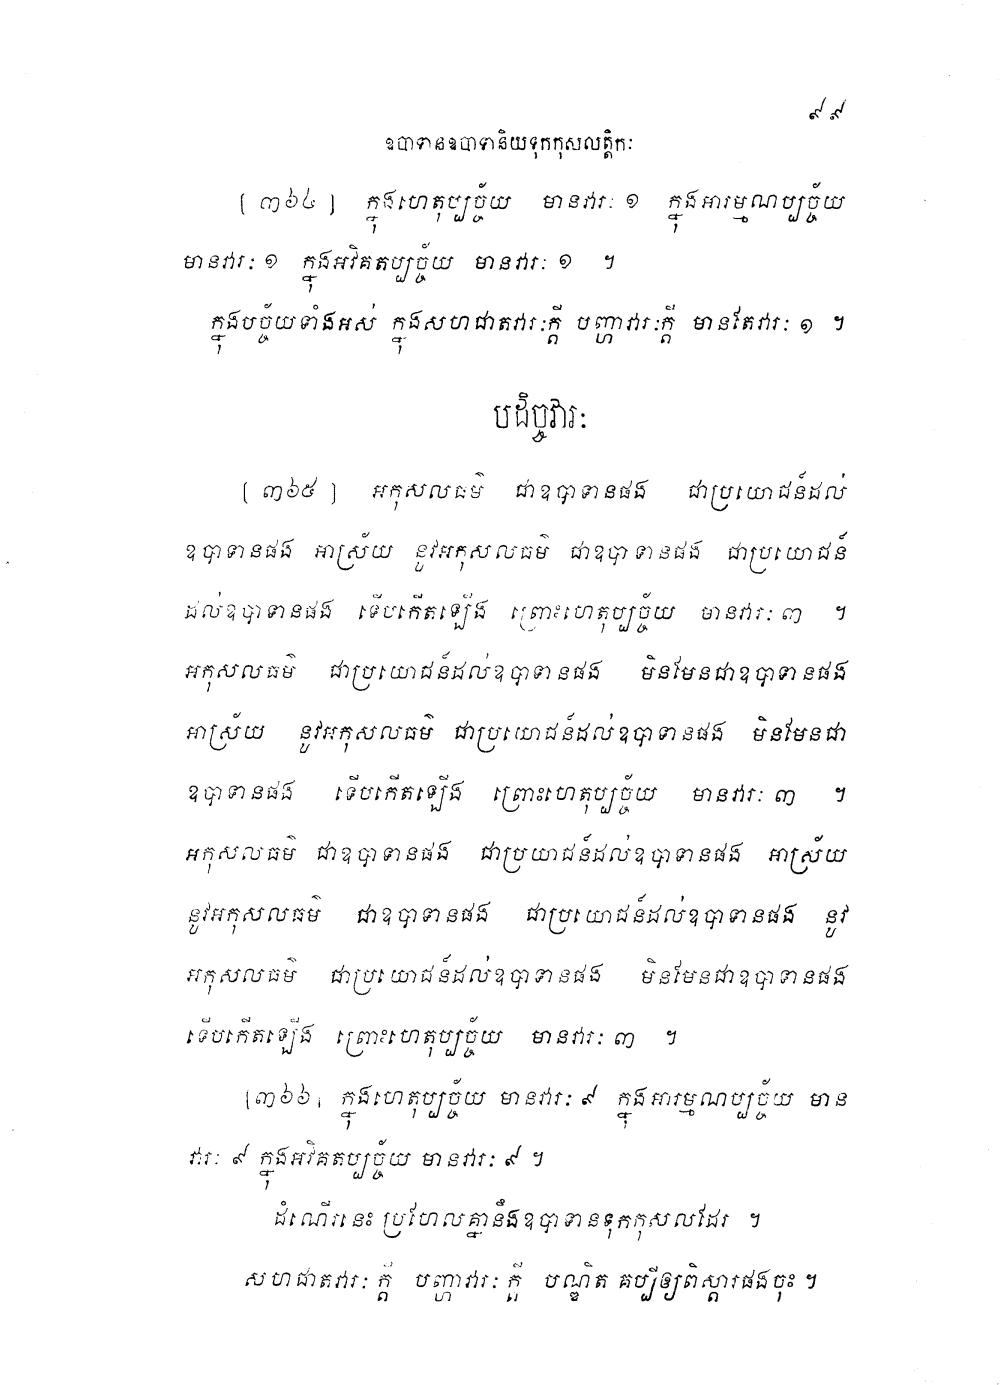 ៩៩
ឧបាទានឧបាទានិយទុកកុសលត្តិកៈ
[ ៣៦៤ ] ក្នុងហេតុប្បច្ច័យ មានវារៈ ១ ក្នុងអារម្មណប្បច្ច័យ
មានវារៈ ១ ក្នុងអវិគតប្បច្ច័យ មានវារៈ ១ ។
ក្នុងបច្ច័យទាំងអស់ ក្នុងសហជាតវារៈក្តី បញ្ហាវារៈក្តី មានតែវារៈ ១ ។
បដិច្ចវារៈ
[ ៣៦៥ ] អកុសលធម៌ ជាឧបាទានផង ជាប្រយោជន៍ដល់
ឧបាទានផង អាស្រ័យ នូវអកុសលធម៌ ជាឧបាទានផង ជាប្រយោជន៍
ដល់ឧបាទានផង ទើបកើតឡើង ព្រោះហេតុប្បច្ច័យ មានវារៈ ៣ ។
អកុសលធម៌ ជាប្រយោជន៍ដល់ឧបាទានផង មិនមែនជាឧបាទានផង
អាស្រ័យ នូវអកុសលធម៌ ជាប្រយោជន៍ដល់ឧបាទានផង មិនមែនជា
ឧបាទានផង ទើបកើតឡើង ព្រោះហេតុប្បច្ច័យ មានវារៈ ៣ ។
អកុសលធម៌ ជាឧបាទានផង ជាប្រយោជន៍ដល់ឧបាទានផង អាស្រ័យ
នូវអកុសលធម៌ ជាឧបាទានផង ជាប្រយោជន៍ដល់ឧបាទានផង នូវ
អកុសលធម៌ ជាប្រយោជន៍ដល់ឧបាទានផង មិនមែនជាឧបាទានផង
ទើបកើតឡើង ព្រោះហេតុប្បច្ច័យ មានវារៈ ៣ ។
[៣៦៦] ក្នុងហេតុប្បច្ច័យ មានវារៈ ៩ ក្នុងអារម្មណប្បច្ច័យ មាន
វារៈ ៩ ក្នុងអវិគតប្បច្ច័យ មានវារៈ ៩ ។
ដំណើរនេះ ប្រហែលគ្នានឹងឧបាទានទុកកុសលដែរ ។
សហជាតវារៈ ក្តី បញ្ហាវារៈ ក្តី បណ្ឌិត គប្បីឲ្យពិស្តារផងចុះ ។